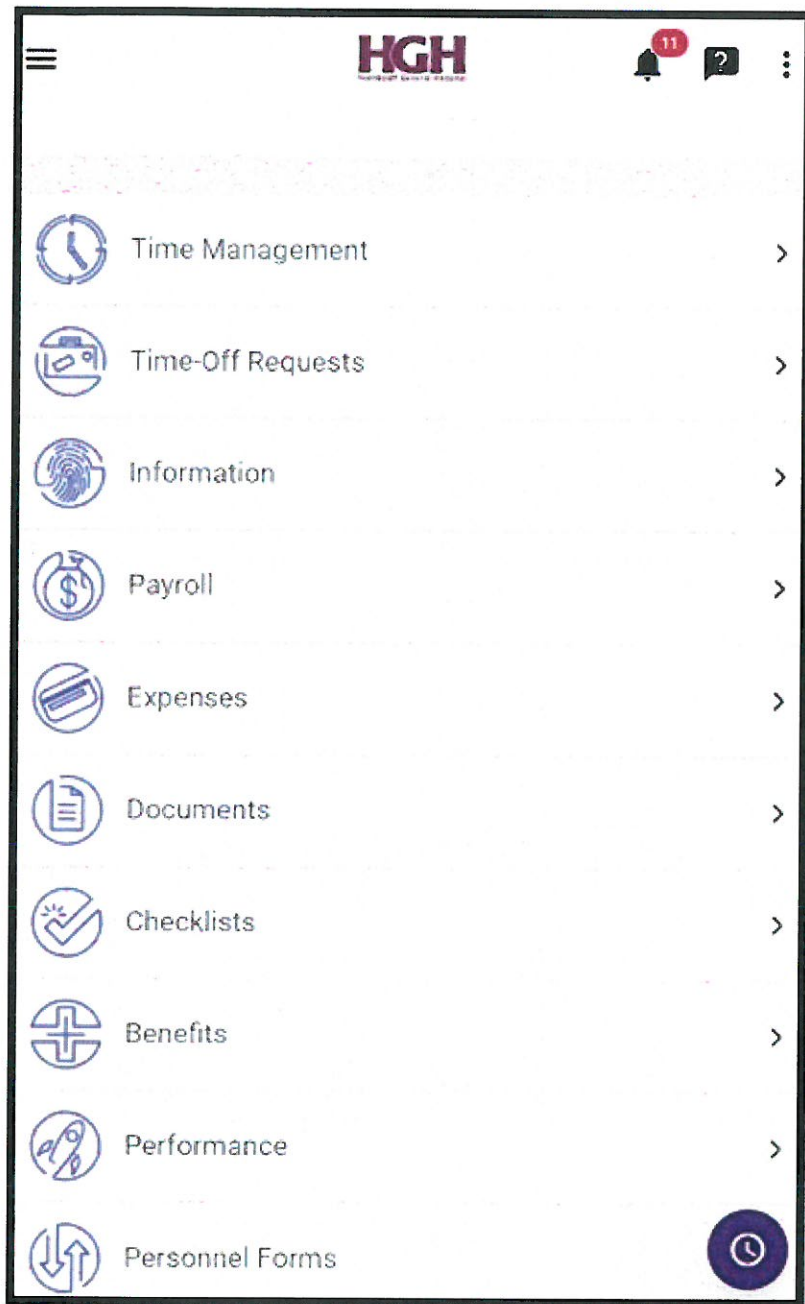 HGH
11
?
Time Management
Time-Off Requests
Information
$
Payroll
Expenses
Documents
Checklists
Benefits
Performance
Personnel Forms